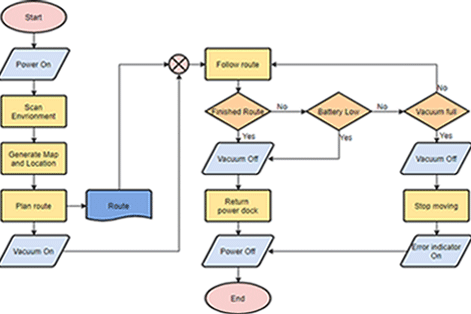 Start
Power On
Scan
Envrionment
Generate Map
and Location
Plan route
Route
Vacuum On
Follow route
Finished Route
No
Battery Low
No
Vacuum full
No
Yes
Yes
Yes
Vacuum Off
Vacuum Off
Return
power dock
Stop moving
Power Off
Error indicator
On
End